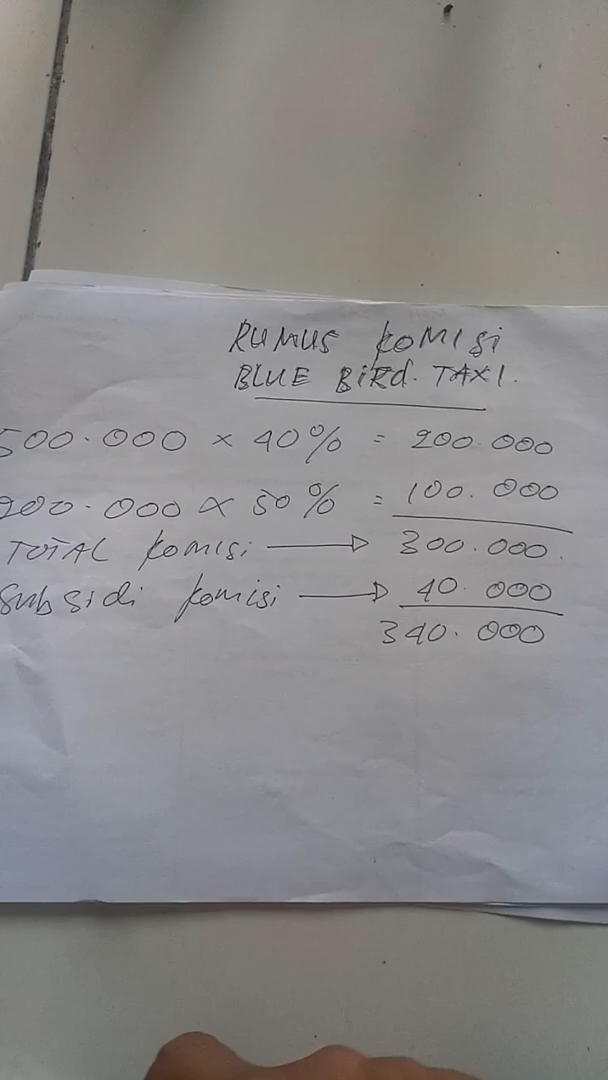 RUMUS KOMISI
BLUE BIRd. TAXI.
500.000 x 40% = 200.000
200.000 x 50% = 100.000
TOTAL KOMISI → 300.000.
Subsidi Komisi → 40.000
340.000